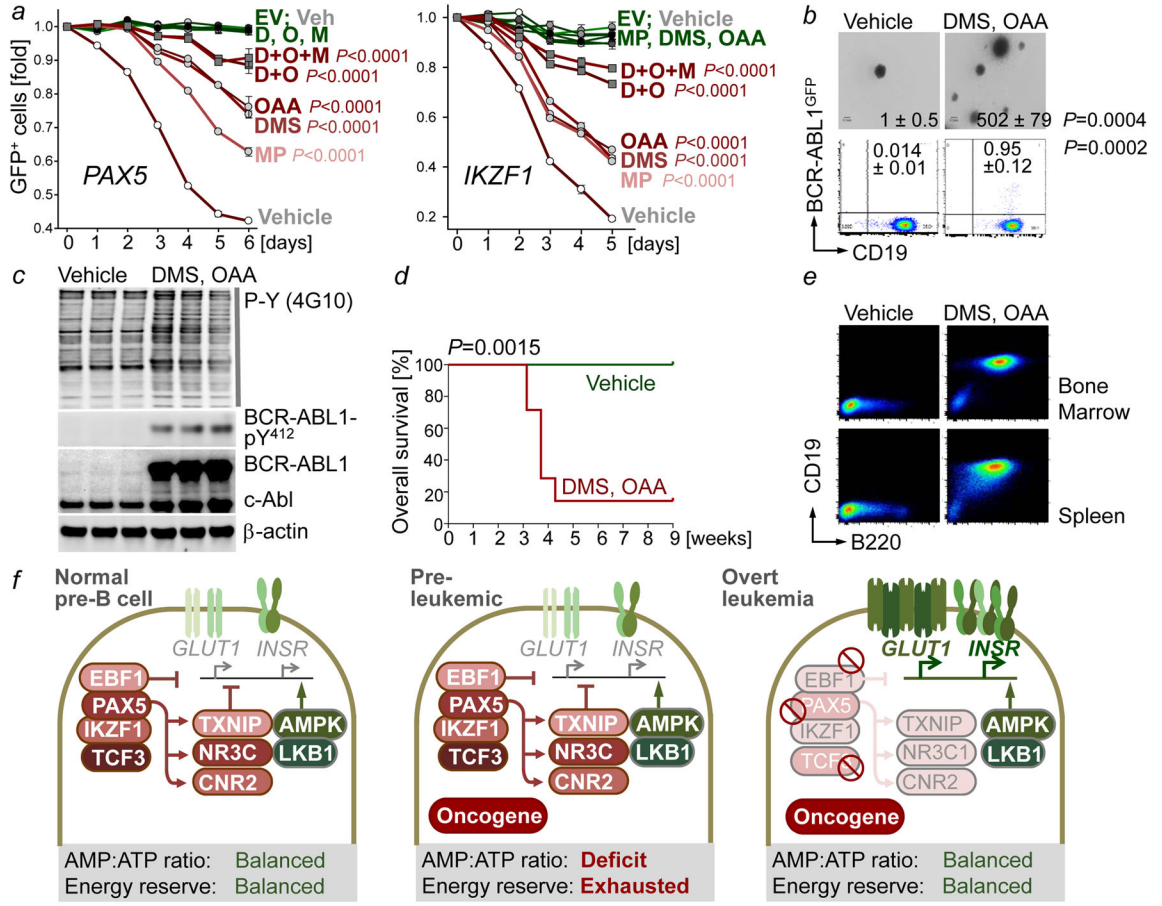 a
GFP⁺ cells [fold]
1.0
0.9
0.8
0.7
0.6
0.5
0.4
0 1 2 3 4 5 6 [days]
PAX5
EV; Veh
D, O, M
D+O+M P<0.0001
D+O P<0.0001
OAA P<0.0001
DMS P<0.0001
MP P<0.0001
Vehicle
a
1.0
0.8
0.6
0.4
0.2
0 1 2 3 4 5 [days]
IKZF1
EV; Vehicle
MP, DMS, OAA
D+O+M P<0.0001
D+O P<0.0001
OAA P<0.0001
DMS P<0.0001
MP P<0.0001
Vehicle
b
Vehicle DMS, OAA
1 ± 0.5 502 ± 79 P=0.0004
P=0.0002
0.014
± 0.01
0.95
±0.12
BCR-ABL1ᴳᶠᴾ
CD19
c
Vehicle DMS, OAA
P-Y (4G10)
BCR-ABL1-
pY⁴¹²
BCR-ABL1
c-Abl
β-actin
d
P=0.0015
Overall survival [%]
100
80
60
40
20
0
0 1 2 3 4 5 6 7 8 9 [weeks]
Vehicle
DMS, OAA
e
Vehicle DMS, OAA
Bone
Marrow
Spleen
CD19
B220
f
Normal
pre-B cell
GLUT1 INSR
EBF1
PAX5
IKZF1
TCF3
TXNIP
NR3C
CNR2
AMPK
LKB1
AMP:ATP ratio: Balanced
Energy reserve: Balanced
Pre-
leukemic
GLUT1 INSR
EBF1
PAX5
IKZF1
TCF3
TXNIP
NR3C
CNR2
AMPK
LKB1
Oncogene
AMP:ATP ratio: Deficit
Energy reserve: Exhausted
Overt
leukemia
GLUT1 INSR
EBF1
PAX5
IKZF1
TXNIP
NR3C1
CNR2
AMPK
LKB1
Oncogene
AMP:ATP ratio: Balanced
Energy reserve: Balanced